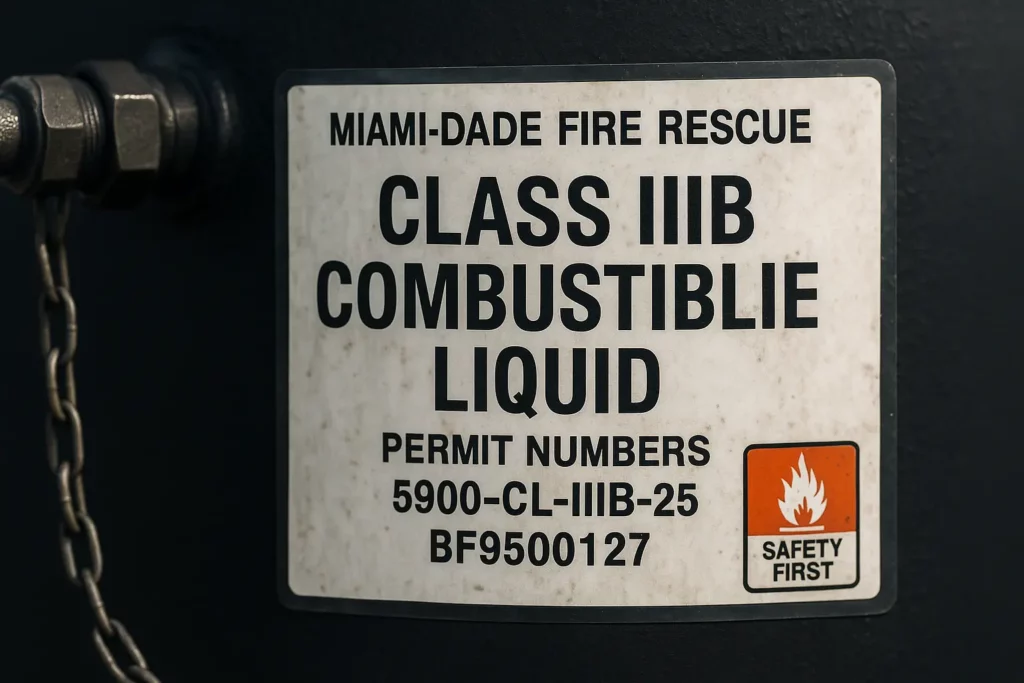 MIAMI-DADE FIRE RESCUE
CLASS IIIB
COMBUSTIBLIE
LIQUID
PERMIT NUMBERS
5900-CL-IIIB-25
BF9500127
SAFETY
FIRST